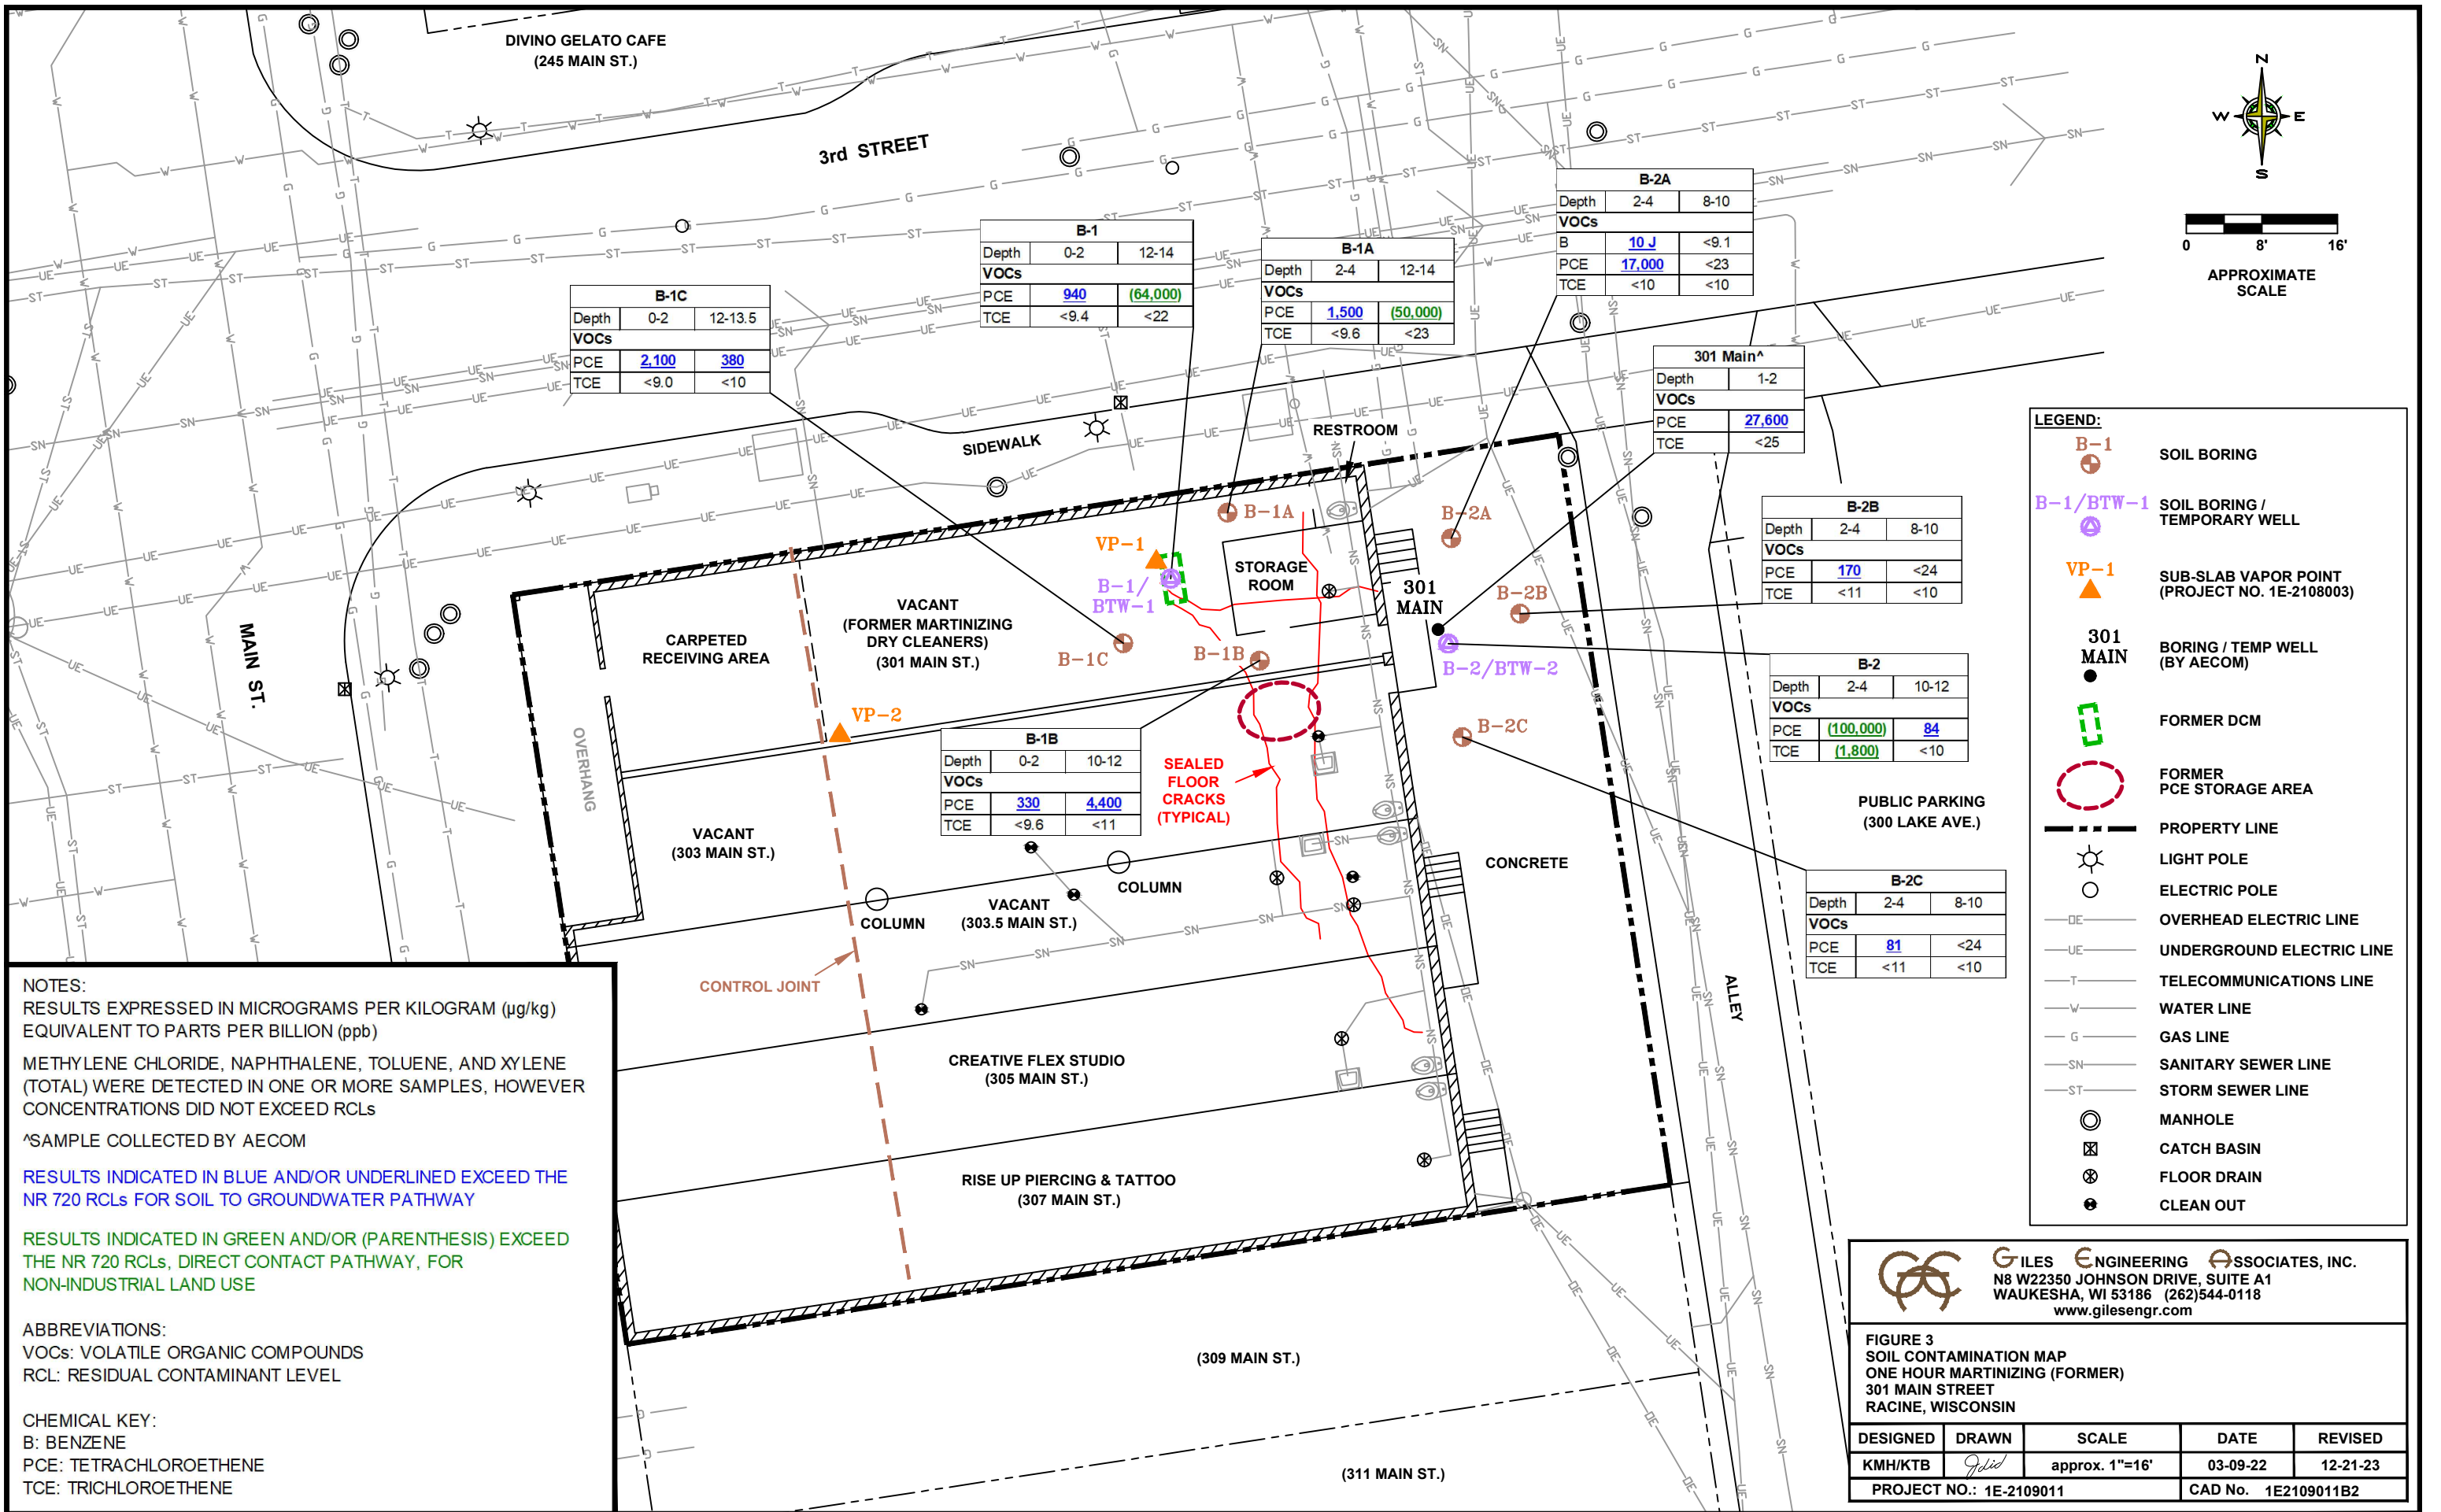 DIVINO GELATO CAFE
(245 MAIN ST.)
3rd STREET
N
W E
S
0 8' 16'
APPROXIMATE
SCALE
B-2A
Depth 2-4 8-10
VOCs
B 10 J <9.1
PCE 17,000 <23
TCE <10 <10
B-1
Depth 0-2 12-14
VOCs
PCE 940 (64,000)
TCE <9.4 <22
B-1A
Depth 2-4 12-14
VOCs
PCE 1,500 (50,000)
TCE <9.6 <23
B-1C
Depth 0-2 12-13.5
VOCs
PCE 2,100 380
TCE <9.0 <10
301 Main^
Depth 1-2
VOCs
PCE 27,600
TCE <25
SIDEWALK
RESTROOM
B-1A
B-2A
VP-1
B-1/
BTW-1
STORAGE
ROOM
301
MAIN
B-2B
B-2B
Depth 2-4 8-10
VOCs
PCE 170 <24
TCE <11 <10
MAIN ST.
CARPETED
RECEIVING AREA
VACANT
(FORMER MARTINIZING
DRY CLEANERS)
(301 MAIN ST.)
B-1C
B-1B
B-2/BTW-2
B-2
Depth 2-4 10-12
VOCs
PCE (100,000) 84
TCE (1,800) <10
VP-2
B-2C
OVERHANG
B-1B
Depth 0-2 10-12
VOCs
PCE 330 4,400
TCE <9.6 <11
SEALED
FLOOR
CRACKS
(TYPICAL)
PUBLIC PARKING
(300 LAKE AVE.)
VACANT
(303 MAIN ST.)
CONCRETE
COLUMN
COLUMN
VACANT
(303.5 MAIN ST.)
B-2C
Depth 2-4 8-10
VOCs
PCE 81 <24
TCE <11 <10
CONTROL JOINT
ALLEY
CREATIVE FLEX STUDIO
(305 MAIN ST.)
RISE UP PIERCING & TATTOO
(307 MAIN ST.)
(309 MAIN ST.)
(311 MAIN ST.)
LEGEND:
B-1 SOIL BORING
B-1/BTW-1 SOIL BORING /
TEMPORARY WELL
VP-1 SUB-SLAB VAPOR POINT
(PROJECT NO. 1E-2108003)
301
MAIN BORING / TEMP WELL
(BY AECOM)
FORMER DCM
FORMER
PCE STORAGE AREA
PROPERTY LINE
LIGHT POLE
ELECTRIC POLE
OE OVERHEAD ELECTRIC LINE
UE UNDERGROUND ELECTRIC LINE
T TELECOMMUNICATIONS LINE
W WATER LINE
G GAS LINE
SN SANITARY SEWER LINE
ST STORM SEWER LINE
MANHOLE
CATCH BASIN
FLOOR DRAIN
CLEAN OUT
NOTES:
RESULTS EXPRESSED IN MICROGRAMS PER KILOGRAM (µg/kg)
EQUIVALENT TO PARTS PER BILLION (ppb)
METHYLENE CHLORIDE, NAPHTHALENE, TOLUENE, AND XYLENE
(TOTAL) WERE DETECTED IN ONE OR MORE SAMPLES, HOWEVER
CONCENTRATIONS DID NOT EXCEED RCLs
^SAMPLE COLLECTED BY AECOM
RESULTS INDICATED IN BLUE AND/OR UNDERLINED EXCEED THE
NR 720 RCLs FOR SOIL TO GROUNDWATER PATHWAY
RESULTS INDICATED IN GREEN AND/OR (PARENTHESIS) EXCEED
THE NR 720 RCLs, DIRECT CONTACT PATHWAY, FOR
NON-INDUSTRIAL LAND USE
ABBREVIATIONS:
VOCs: VOLATILE ORGANIC COMPOUNDS
RCL: RESIDUAL CONTAMINANT LEVEL
CHEMICAL KEY:
B: BENZENE
PCE: TETRACHLOROETHENE
TCE: TRICHLOROETHENE
GILES ENGINEERING ASSOCIATES, INC.
N8 W22350 JOHNSON DRIVE, SUITE A1
WAUKESHA, WI 53186 (262)544-0118
www.gilesengr.com
FIGURE 3
SOIL CONTAMINATION MAP
ONE HOUR MARTINIZING (FORMER)
301 MAIN STREET
RACINE, WISCONSIN
DESIGNED DRAWN SCALE DATE REVISED
KMH/KTB approx. 1"=16' 03-09-22 12-21-23
PROJECT NO.: 1E-2109011 CAD No. 1E2109011B2